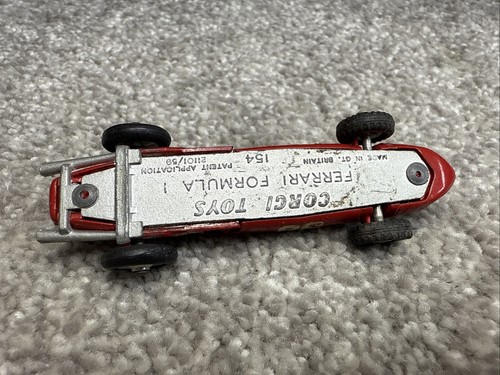 CORGI TOYS
FERRARI FORMULA 1
154
MADE IN GT. BRITAIN
PATENT APPLICATION
21101/59